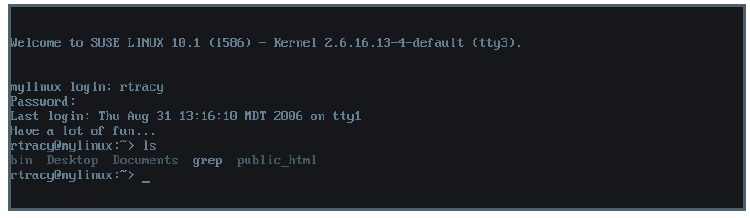 Welcome to SUSE LINUX 10.1 (i586) - Kernel 2.6.16.13-4-default (tty3).
mylinux login: rtracy
Password:
Last login: Thu Aug 31 13:16:10 MDT 2006 on tty1
Have a lot of fun...
rtracy@mylinux:~> ls
bin Desktop Documents grep public_html
rtracy@mylinux:~> _